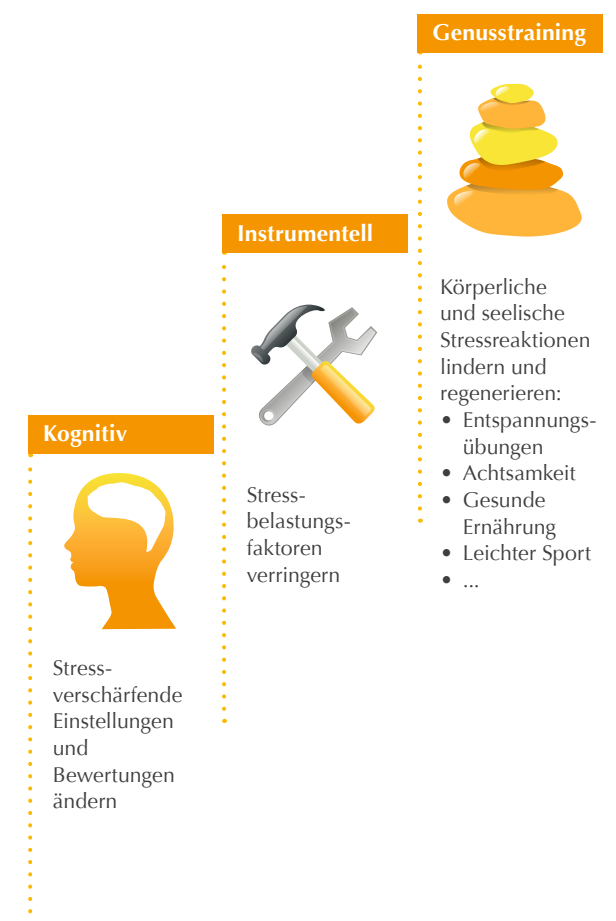 Genusstraining
Körperliche
und seelische
Stressreaktionen
lindern und
regenerieren:
• Entspannungs-
übungen
• Achtsamkeit
• Gesunde
Ernährung
• Leichter Sport
• ...
Instrumentell
Stress-
belastungs-
faktoren
verringern
Kognitiv
Stress-
verschärfende
Einstellungen
und
Bewertungen
ändern